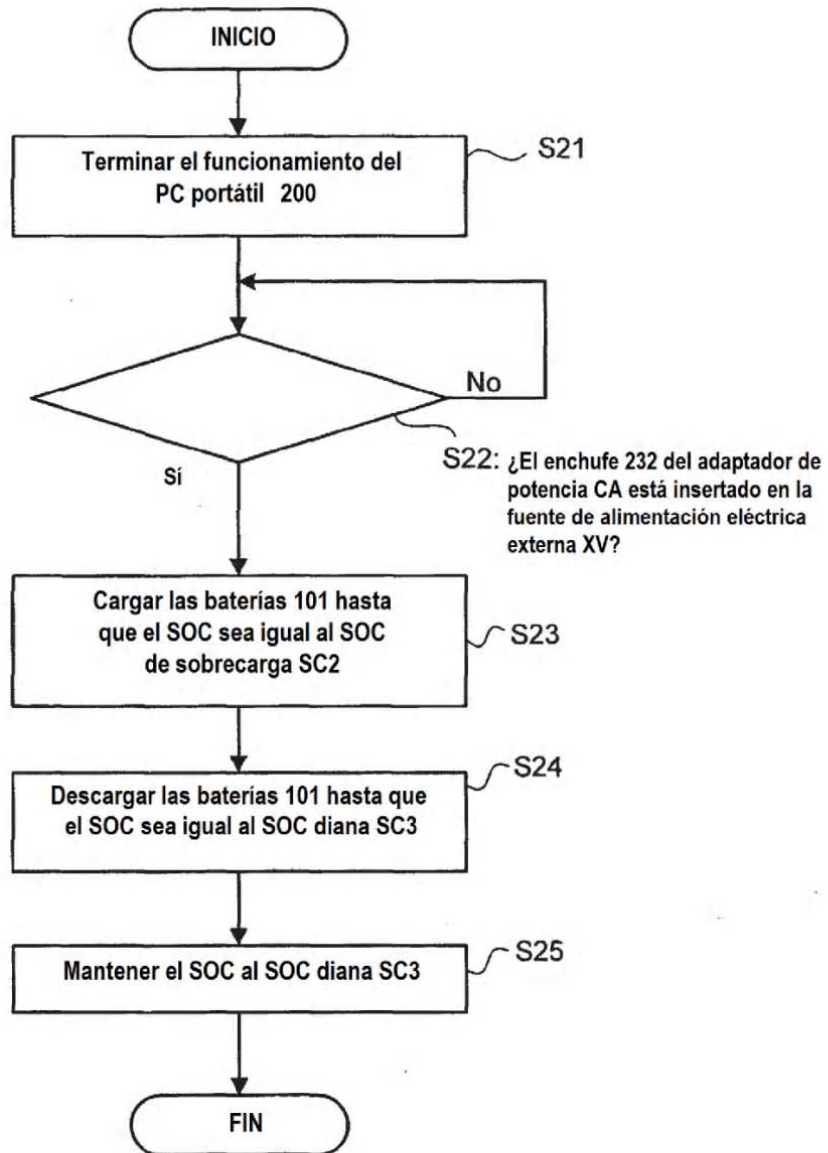 INICIO
Terminar el funcionamiento del
PC portátil 200
S21
No
S22: ¿El enchufe 232 del adaptador de
potencia CA está insertado en la
fuente de alimentación eléctrica
externa XV?
Sí
Cargar las baterías 101 hasta
que el SOC sea igual al SOC
de sobrecarga SC2
S23
Descargar las baterías 101 hasta que
el SOC sea igual al SOC diana SC3
S24
Mantener el SOC al SOC diana SC3
S25
FIN